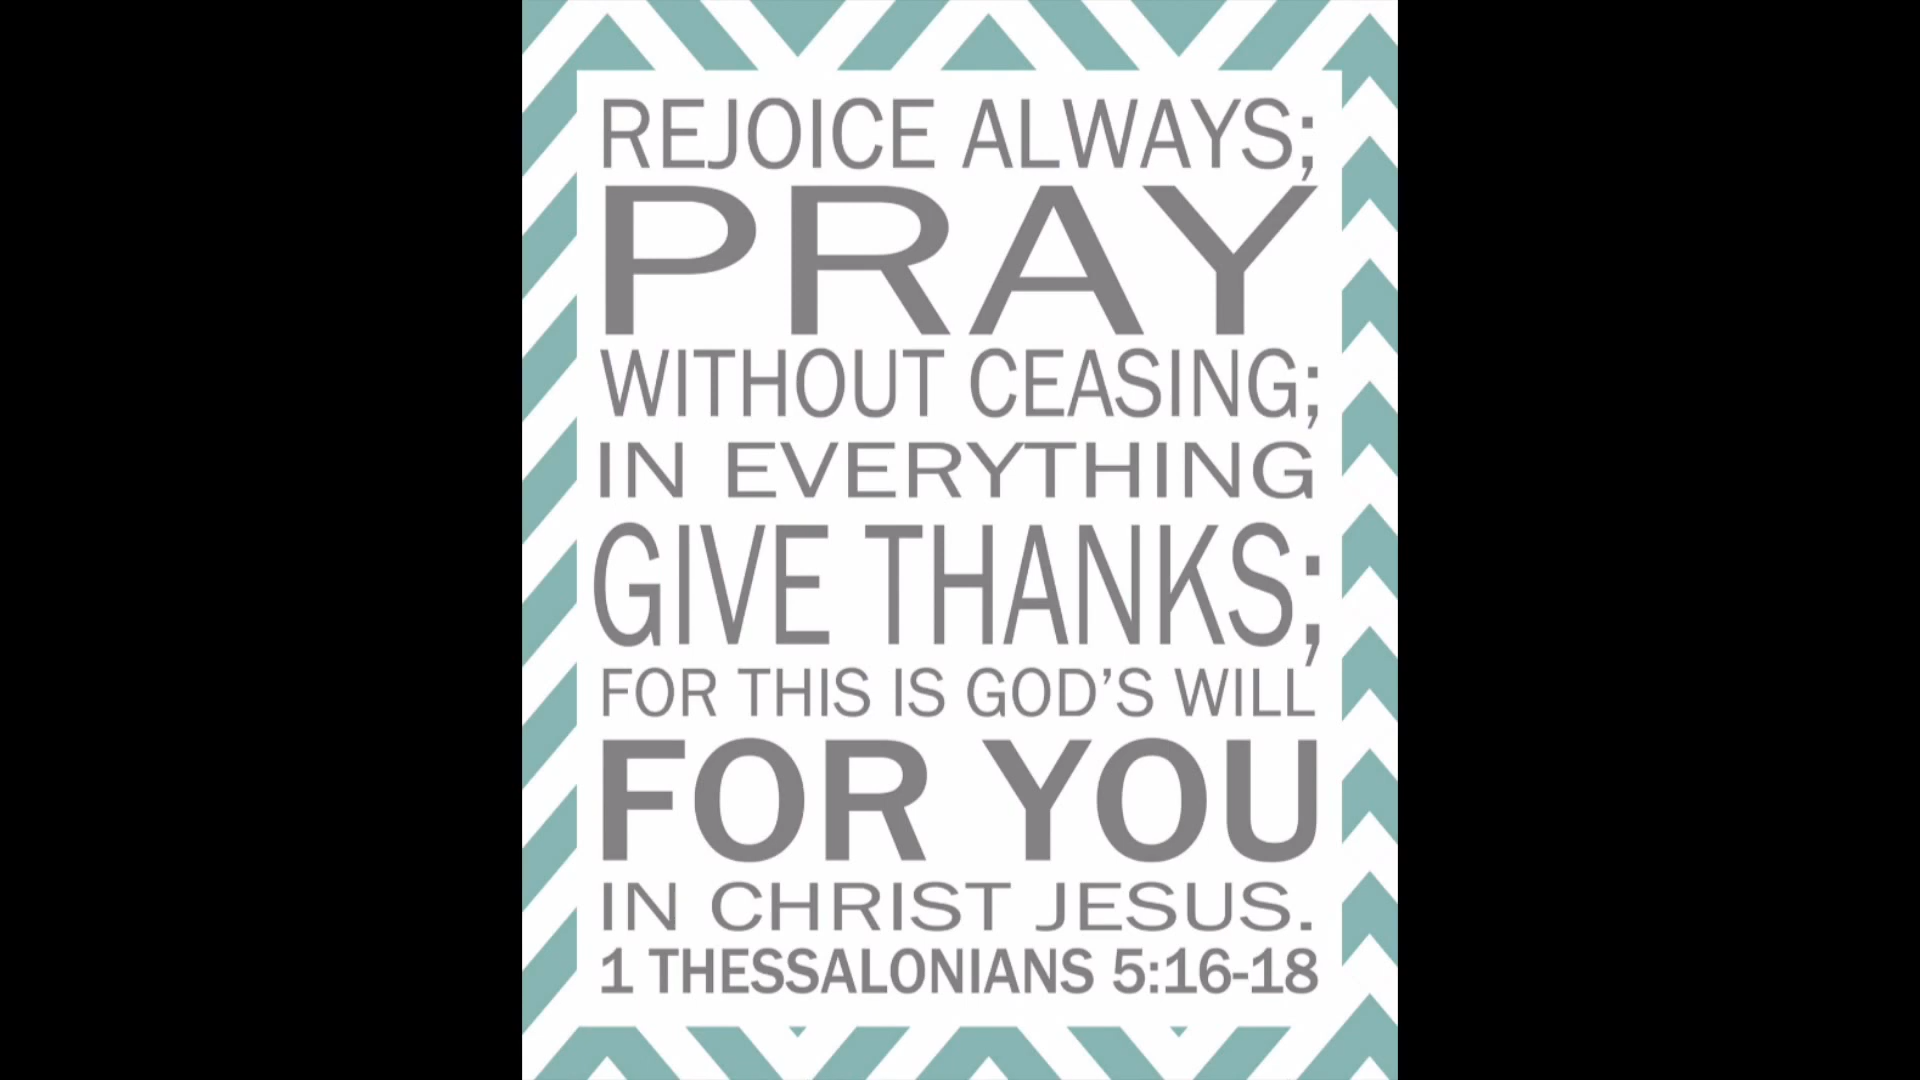 REJOICE ALWAYS;
PRAY
WITHOUT CEASING;
IN EVERYTHING
GIVE THANKS;
FOR THIS IS GOD'S WILL
FOR YOU
IN CHRIST JESUS.
1 THESSALONIANS 5:16-18